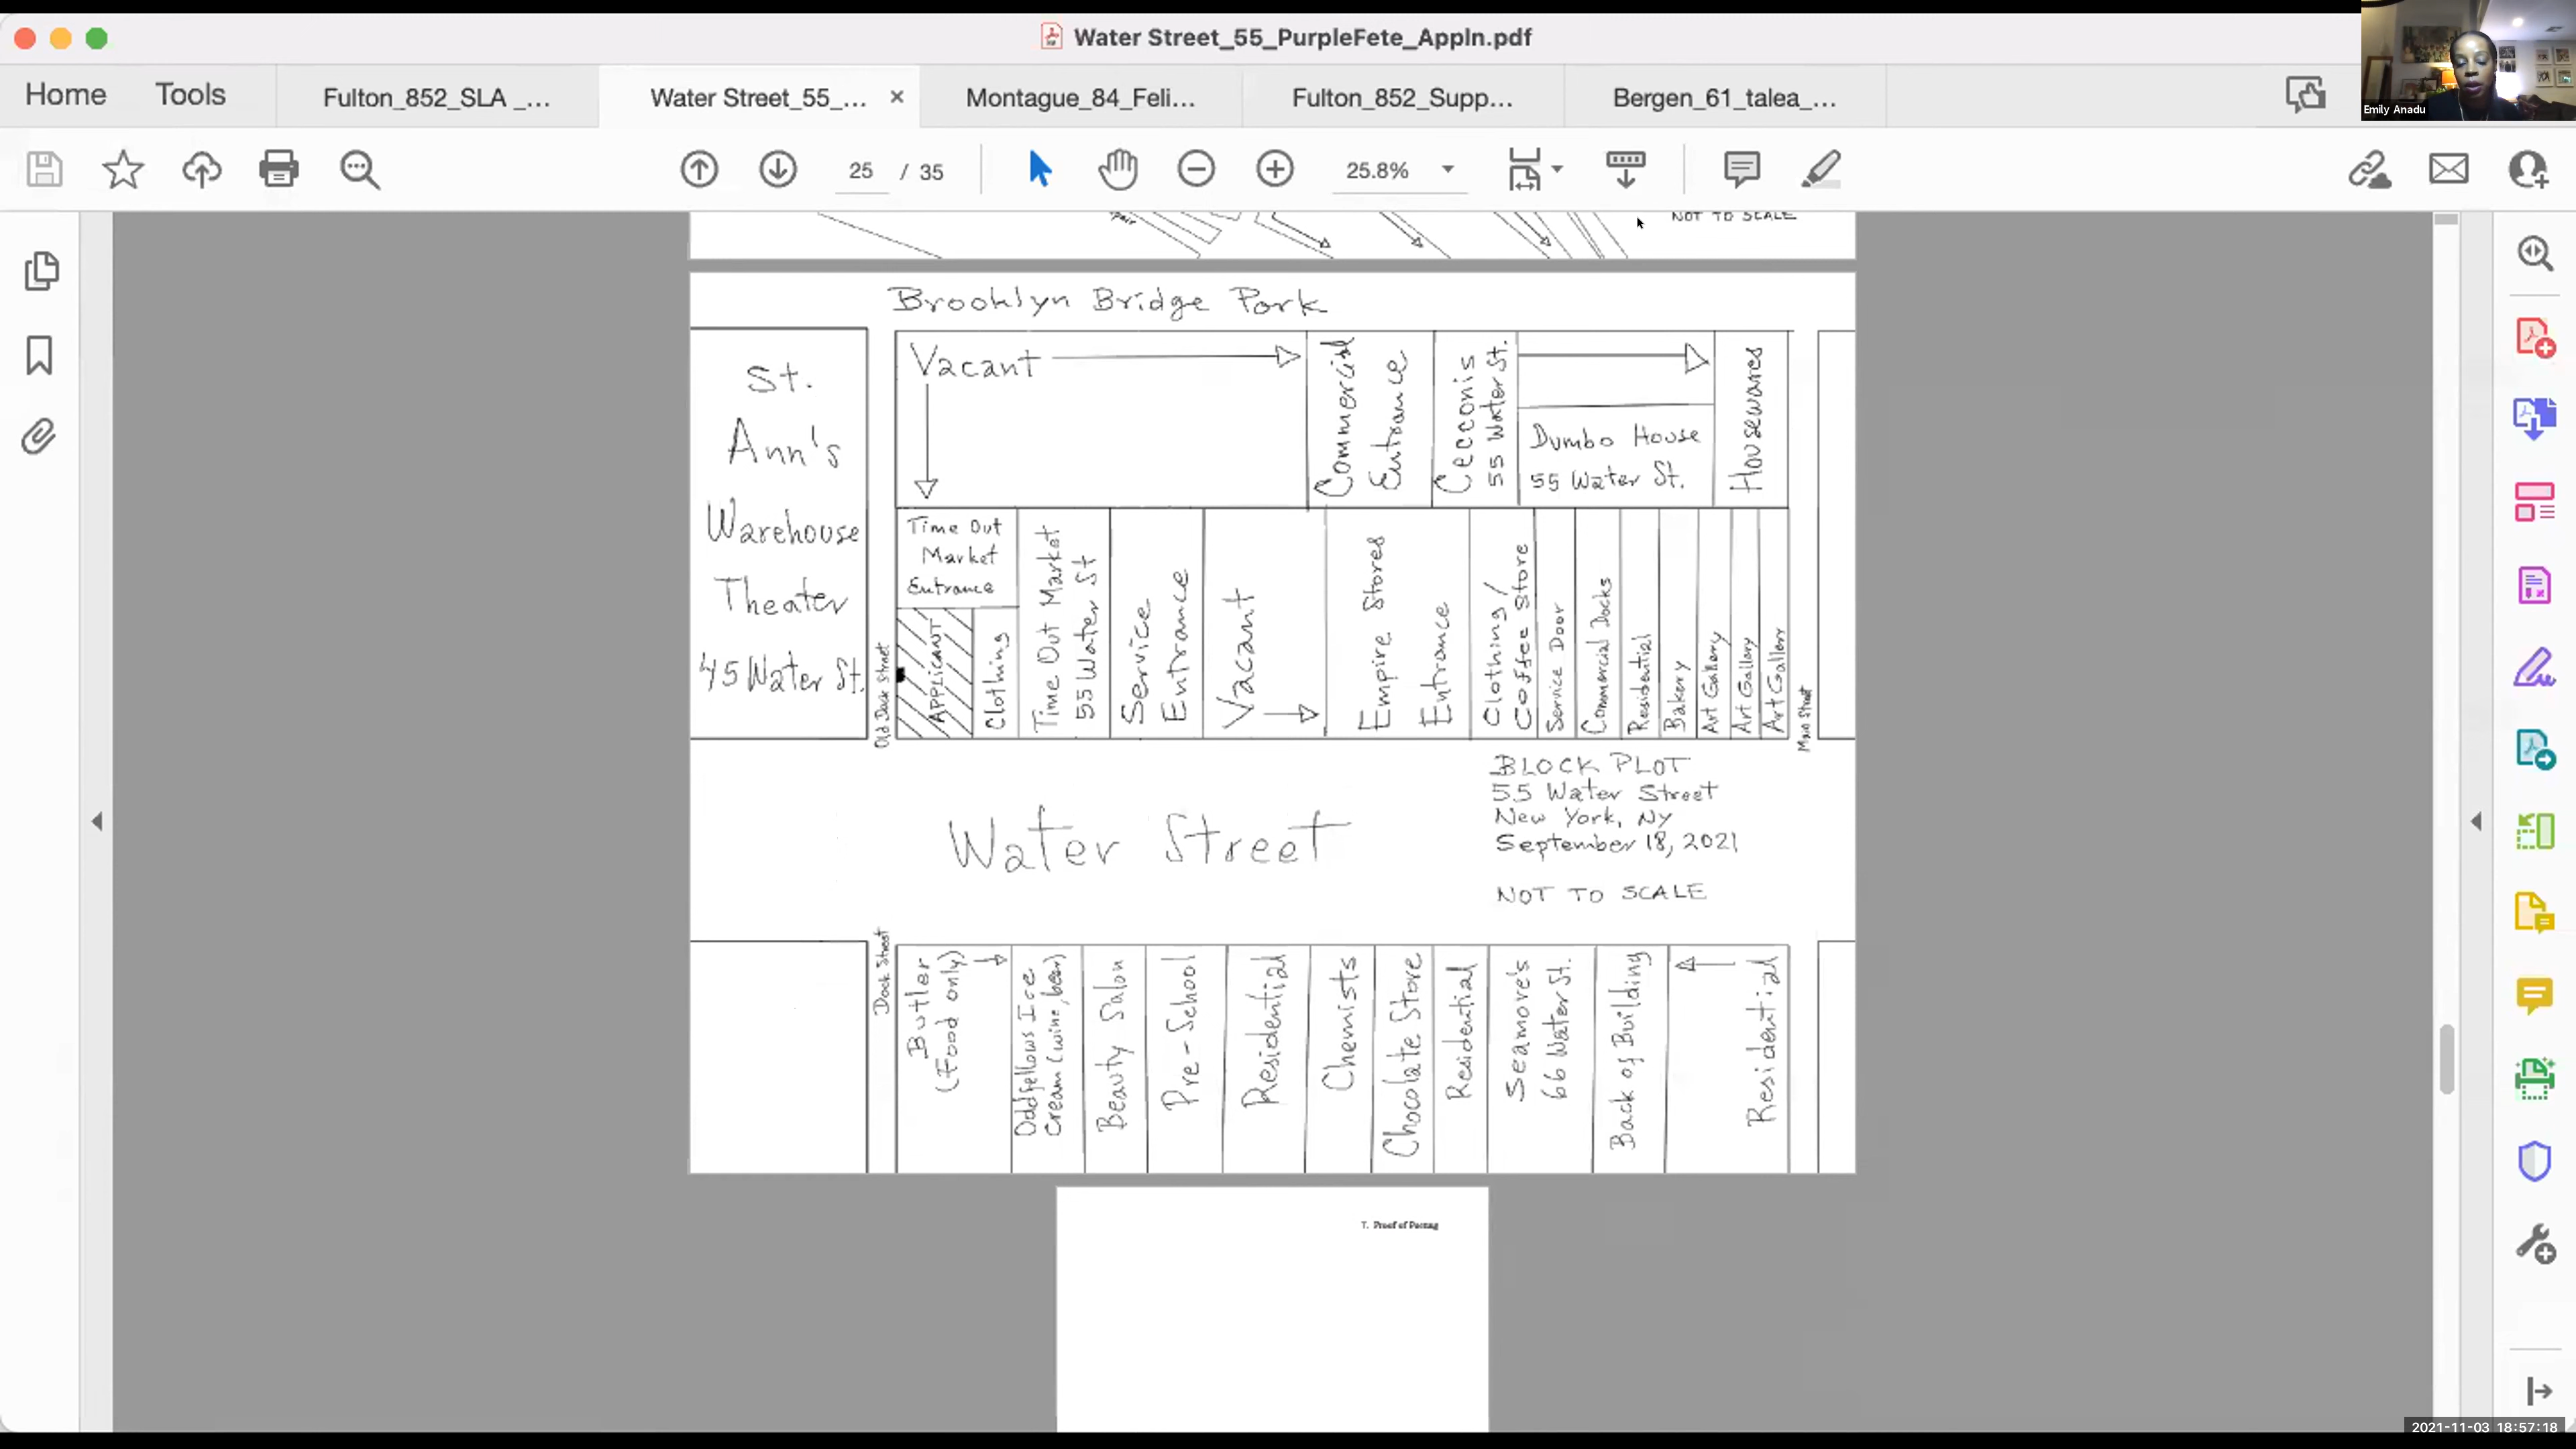 Water Street_55_PurpleFete_Appln.pdf
Emily Anadu
Home
Tools
Fulton_852_SLA _...
Water Street_55_...
Montague_84_Feli...
Fulton_852_Supp...
Bergen_61_talea_...
25 / 35
25.8%
NOT TO SCALE
Brooklyn Bridge Park
St.
Ann's
Warehouse
Theater
45 Water St.
Old Dock Street
Vacant
Commercial
Entrance
Cecconis
55 Water St.
Dumbo House
55 Water St.
Housewares
Time Out
Market
Entrance
APPLICANT
Clothing
Time Out Market
55 Water St
Service
Entrance
Vacant
Empire Stores
Entrance
Clothing/
Coffee Store
Service Door
Commercial Docks
Residential
Bakery
Art Gallery
Art Gallery
Art Gallery
Main Street
Water Street
BLOCK PLOT
55 Water Street
New York, NY
September 18, 2021
NOT TO SCALE
Dock Street
Butler
(Food only)
Oddfellows Ice
Cream (wine, beer)
Beauty Salon
Pre-School
Residential
Chemists
Chocolate Store
Residential
Seamore's
66 Water St.
Back of Building
Residential
7. Proof of Posting
2021-11-03 18:57:18